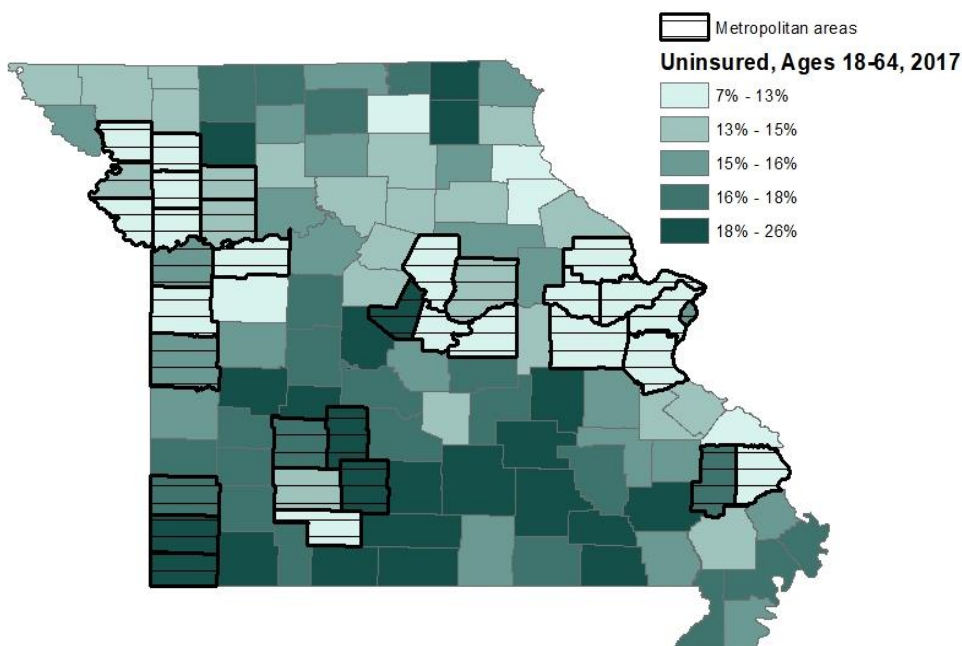 Metropolitan areas
Uninsured, Ages 18-64, 2017
7% - 13%
13% - 15%
15% - 16%
16% - 18%
18% - 26%